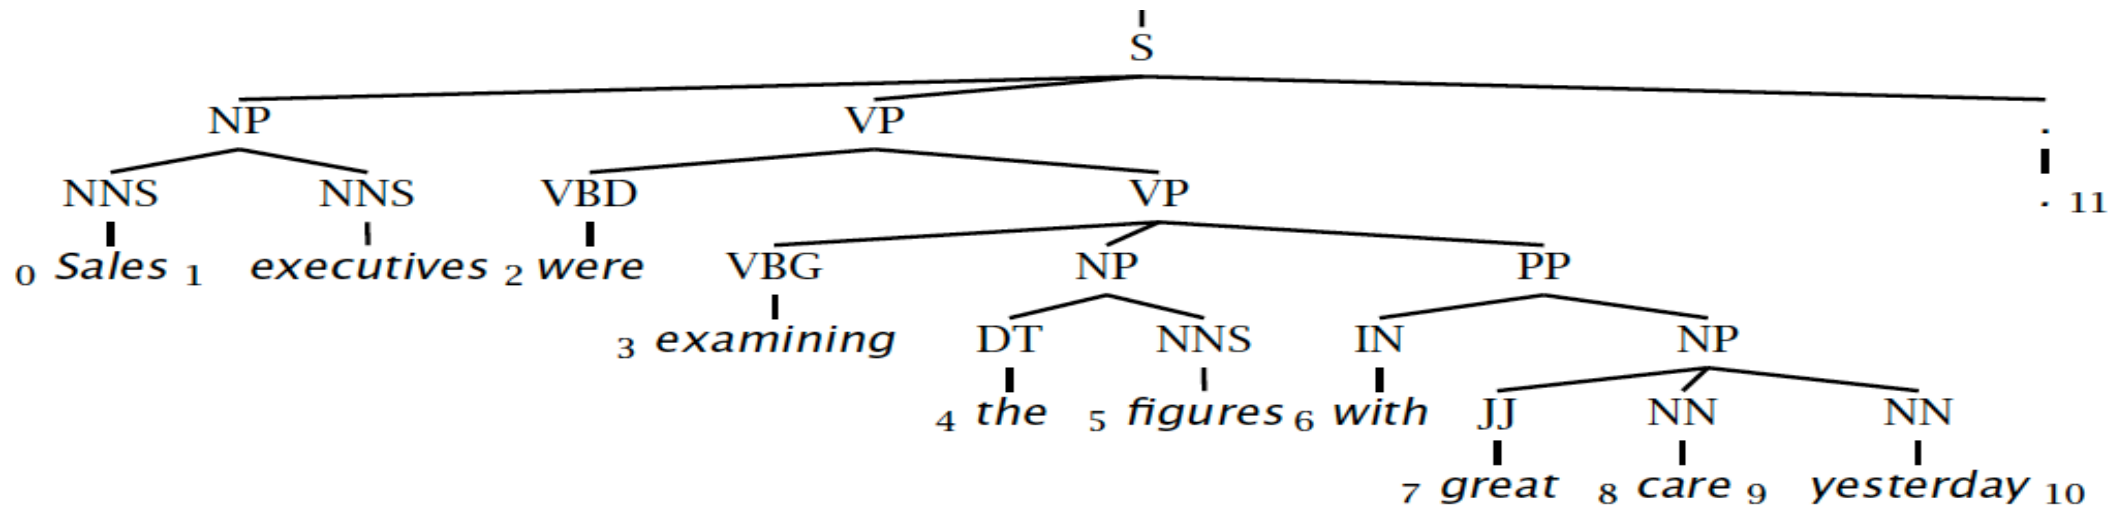 S
NP VP .
NNS NNS VBD VP . 11
0 Sales 1 executives 2 were VBG NP PP
3 examining DT NNS IN NP
4 the 5 figures 6 with JJ NN NN
7 great 8 care 9 yesterday 10